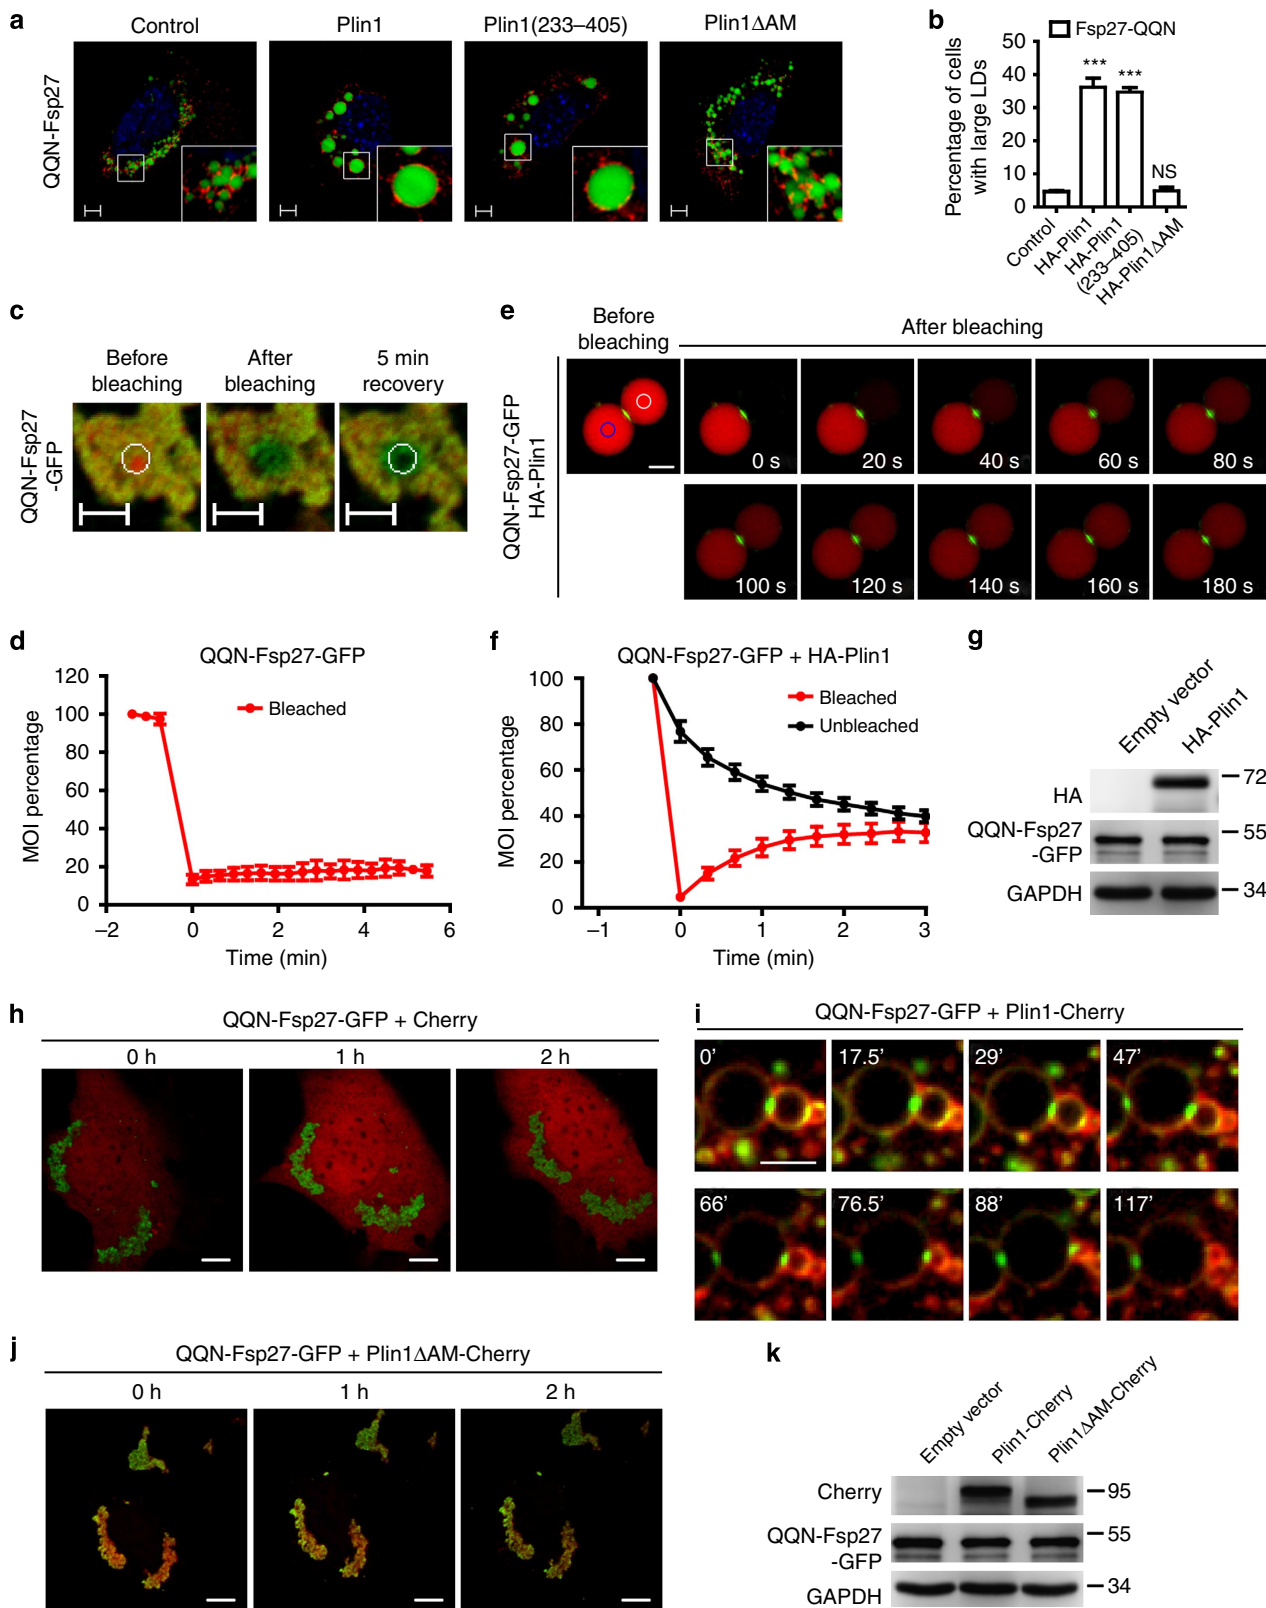 a
Control
Plin1
Plin1(233–405)
Plin1ΔAM
QQN-Fsp27
b
Fsp27-QQN
Percentage of cells
with large LDs
50
40
30
20
10
0
***
***
NS
Control
HA-Plin1
HA-Plin1
(233–405)
HA-Plin1ΔAM
c
Before
bleaching
After
bleaching
5 min
recovery
QQN-Fsp27
-GFP
e
Before
bleaching
After bleaching
QQN-Fsp27-GFP
HA-Plin1
0 s
20 s
40 s
60 s
80 s
100 s
120 s
140 s
160 s
180 s
d
QQN-Fsp27-GFP
Bleached
MOI percentage
120
100
80
60
40
20
0
–2
0
2
4
6
Time (min)
f
QQN-Fsp27-GFP + HA-Plin1
Bleached
Unbleached
MOI percentage
100
80
60
40
20
0
–1
0
1
2
3
Time (min)
g
Empty vector
HA-Plin1
HA
72
QQN-Fsp27
-GFP
55
GAPDH
34
h
QQN-Fsp27-GFP + Cherry
0 h
1 h
2 h
i
QQN-Fsp27-GFP + Plin1-Cherry
0’
17.5’
29’
47’
66’
76.5’
88’
117’
j
QQN-Fsp27-GFP + Plin1ΔAM-Cherry
0 h
1 h
2 h
k
Empty vector
Plin1-Cherry
Plin1ΔAM-Cherry
Cherry
95
QQN-Fsp27
-GFP
55
GAPDH
34